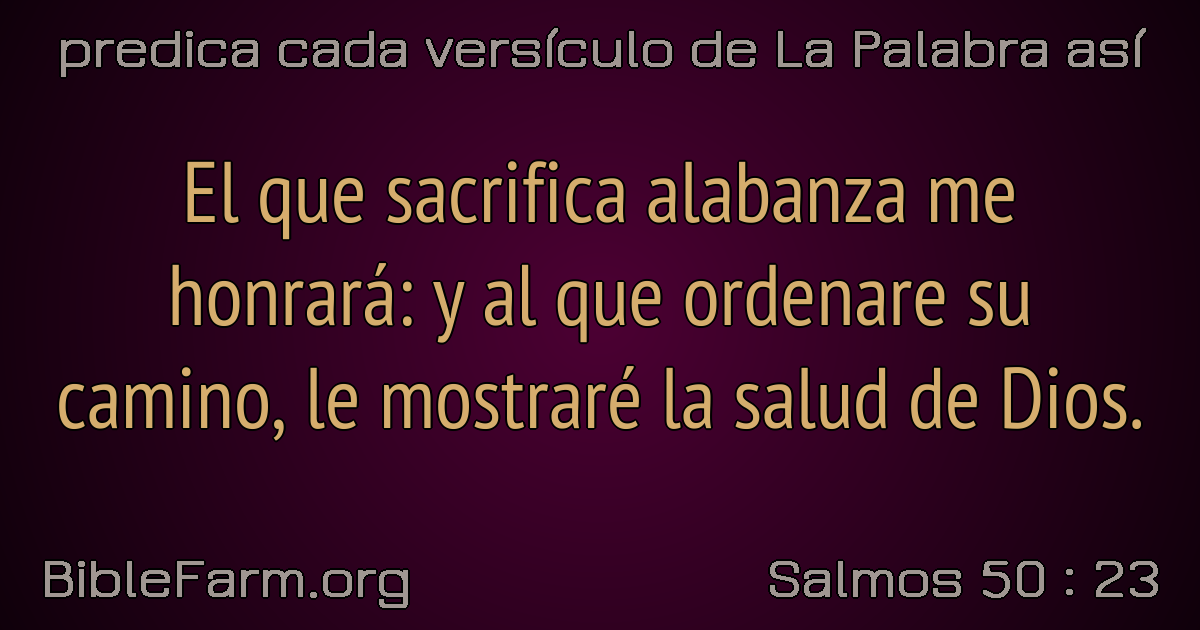 predica cada versículo de La Palabra así
El que sacrifica alabanza me
honrará: y al que ordenare su
camino, le mostraré la salud de Dios.
BibleFarm.org
Salmos 50 : 23